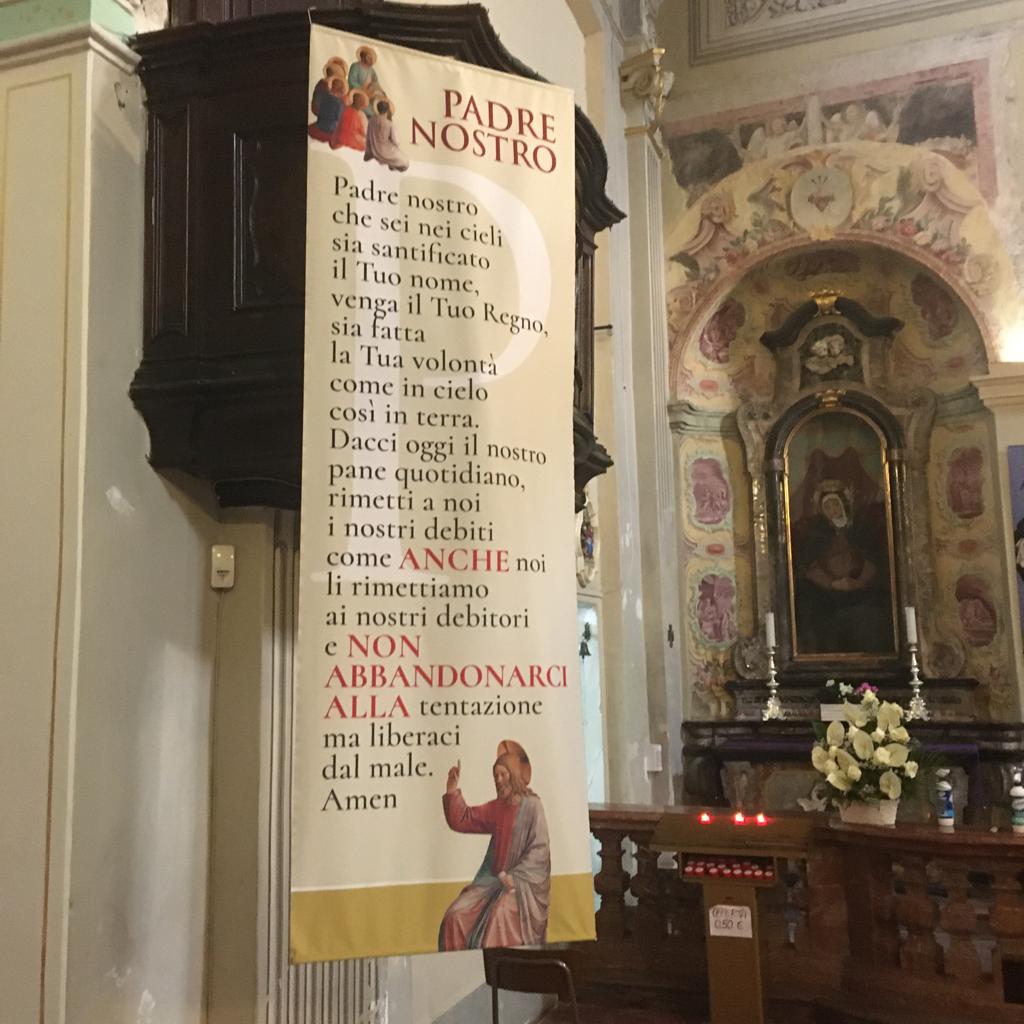 PADRE
NOSTRO
Padre nostro
che sei nei cieli
sia santificato
il Tuo nome,
venga il Tuo Regno,
sia fatta
la Tua volontà
come in cielo
così in terra.
Dacci oggi il nostro
pane quotidiano,
rimetti a noi
i nostri debiti
come ANCHE noi
li rimettiamo
ai nostri debitori
e NON
ABBANDONARCI
ALLA tentazione
ma liberaci
dal male.
Amen
OFFERTA
0,50 €